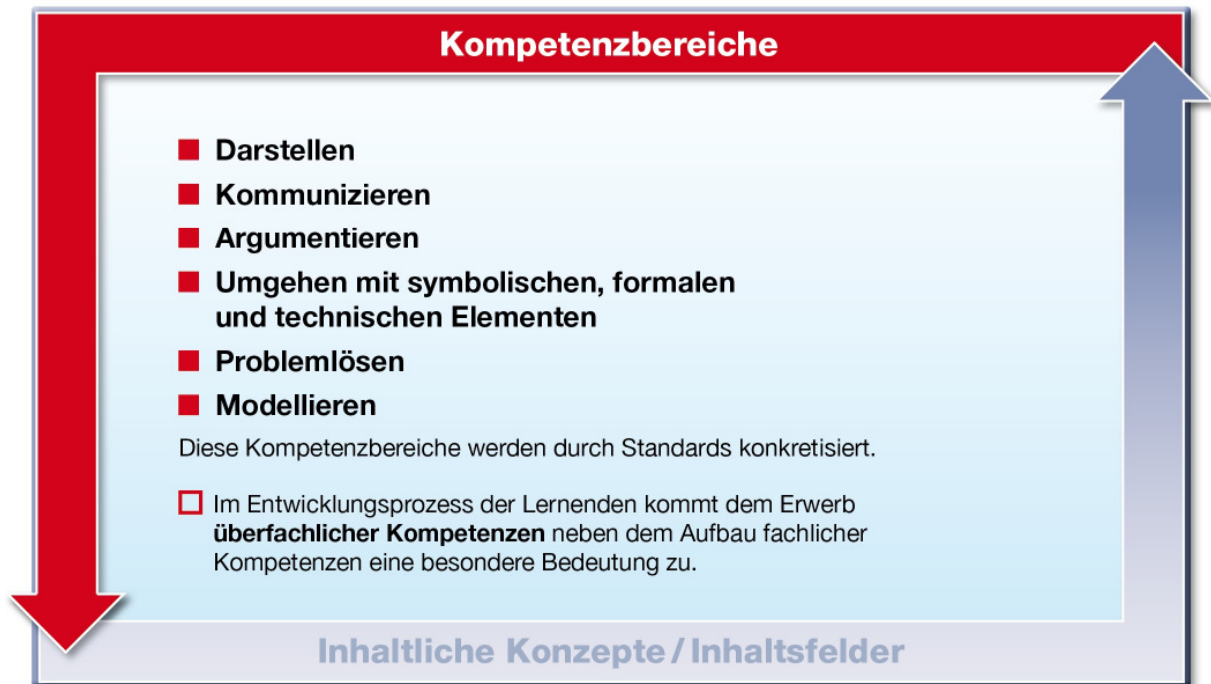 Kompetenzbereiche
Darstellen
Kommunizieren
Argumentieren
Umgehen mit symbolischen, formalen
und technischen Elementen
Problemlösen
Modellieren
Diese Kompetenzbereiche werden durch Standards konkretisiert.
Im Entwicklungsprozess der Lernenden kommt dem Erwerb
überfachlicher Kompetenzen neben dem Aufbau fachlicher
Kompetenzen eine besondere Bedeutung zu.
Inhaltliche Konzepte / Inhaltsfelder